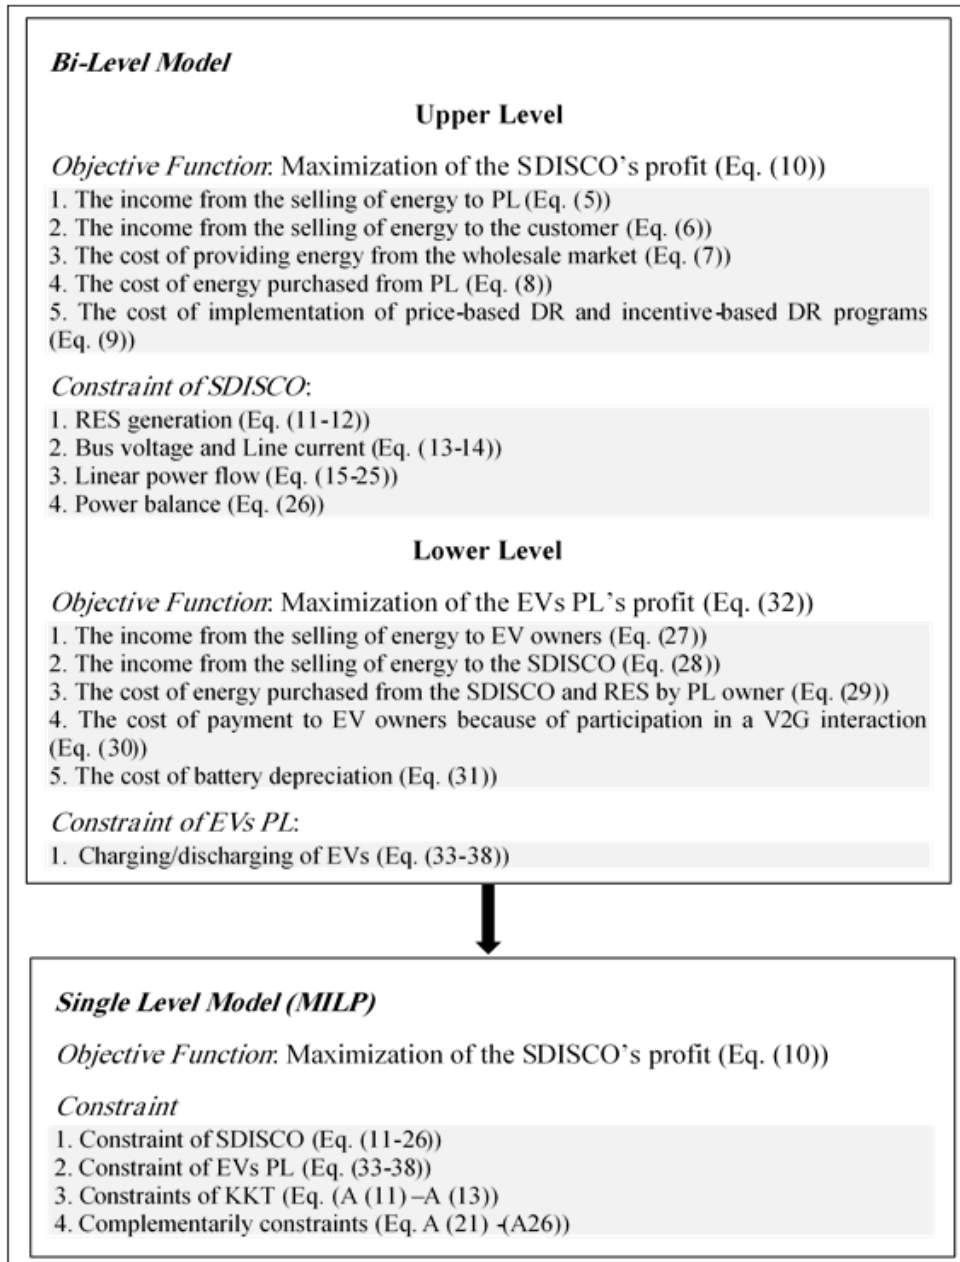 Bi-Level Model
Upper Level
Objective Function: Maximization of the SDISCO's profit (Eq. (10))
1. The income from the selling of energy to PL (Eq. (5))
2. The income from the selling of energy to the customer (Eq. (6))
3. The cost of providing energy from the wholesale market (Eq. (7))
4. The cost of energy purchased from PL (Eq. (8))
5. The cost of implementation of price-based DR and incentive-based DR programs
(Eq. (9))
Constraint of SDISCO:
1. RES generation (Eq. (11-12))
2. Bus voltage and Line current (Eq. (13-14))
3. Linear power flow (Eq. (15-25))
4. Power balance (Eq. (26))
Lower Level
Objective Function: Maximization of the EVs PL's profit (Eq. (32))
1. The income from the selling of energy to EV owners (Eq. (27))
2. The income from the selling of energy to the SDISCO (Eq. (28))
3. The cost of energy purchased from the SDISCO and RES by PL owner (Eq. (29))
4. The cost of payment to EV owners because of participation in a V2G interaction
(Eq. (30))
5. The cost of battery depreciation (Eq. (31))
Constraint of EVs PL:
1. Charging/discharging of EVs (Eq. (33-38))
Single Level Model (MILP)
Objective Function: Maximization of the SDISCO's profit (Eq. (10))
Constraint
1. Constraint of SDISCO (Eq. (11-26))
2. Constraint of EVs PL (Eq. (33-38))
3. Constraints of KKT (Eq. (A (11) –A (13))
4. Complementarily constraints (Eq. A (21) -(A26))